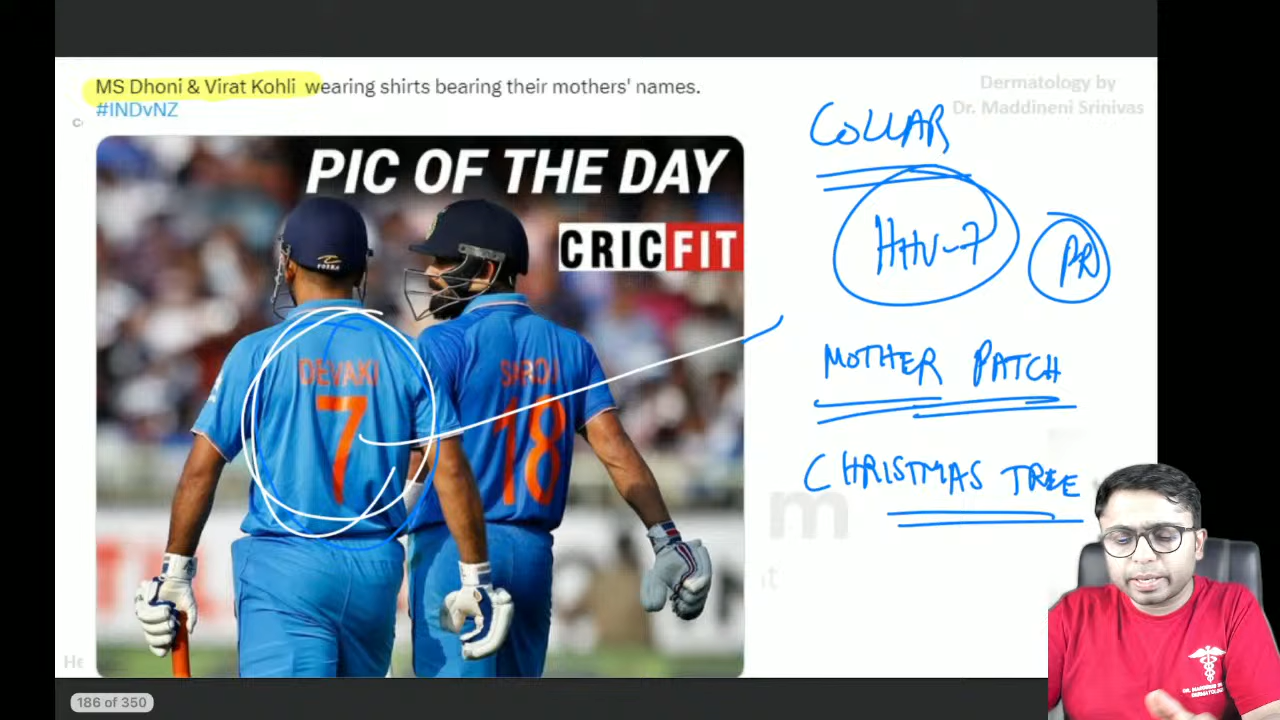 MS Dhoni & Virat Kohli wearing shirts bearing their mothers' names.
#INDvNZ
Dermatology by
Dr. Maddineni Srinivas
PIC OF THE DAY
CRICFIT
DEVAKI
7
SAROJ
18
COLLAR
HHV-7
PR
MOTHER PATCH
CHRISTMAS TREE
186 of 350